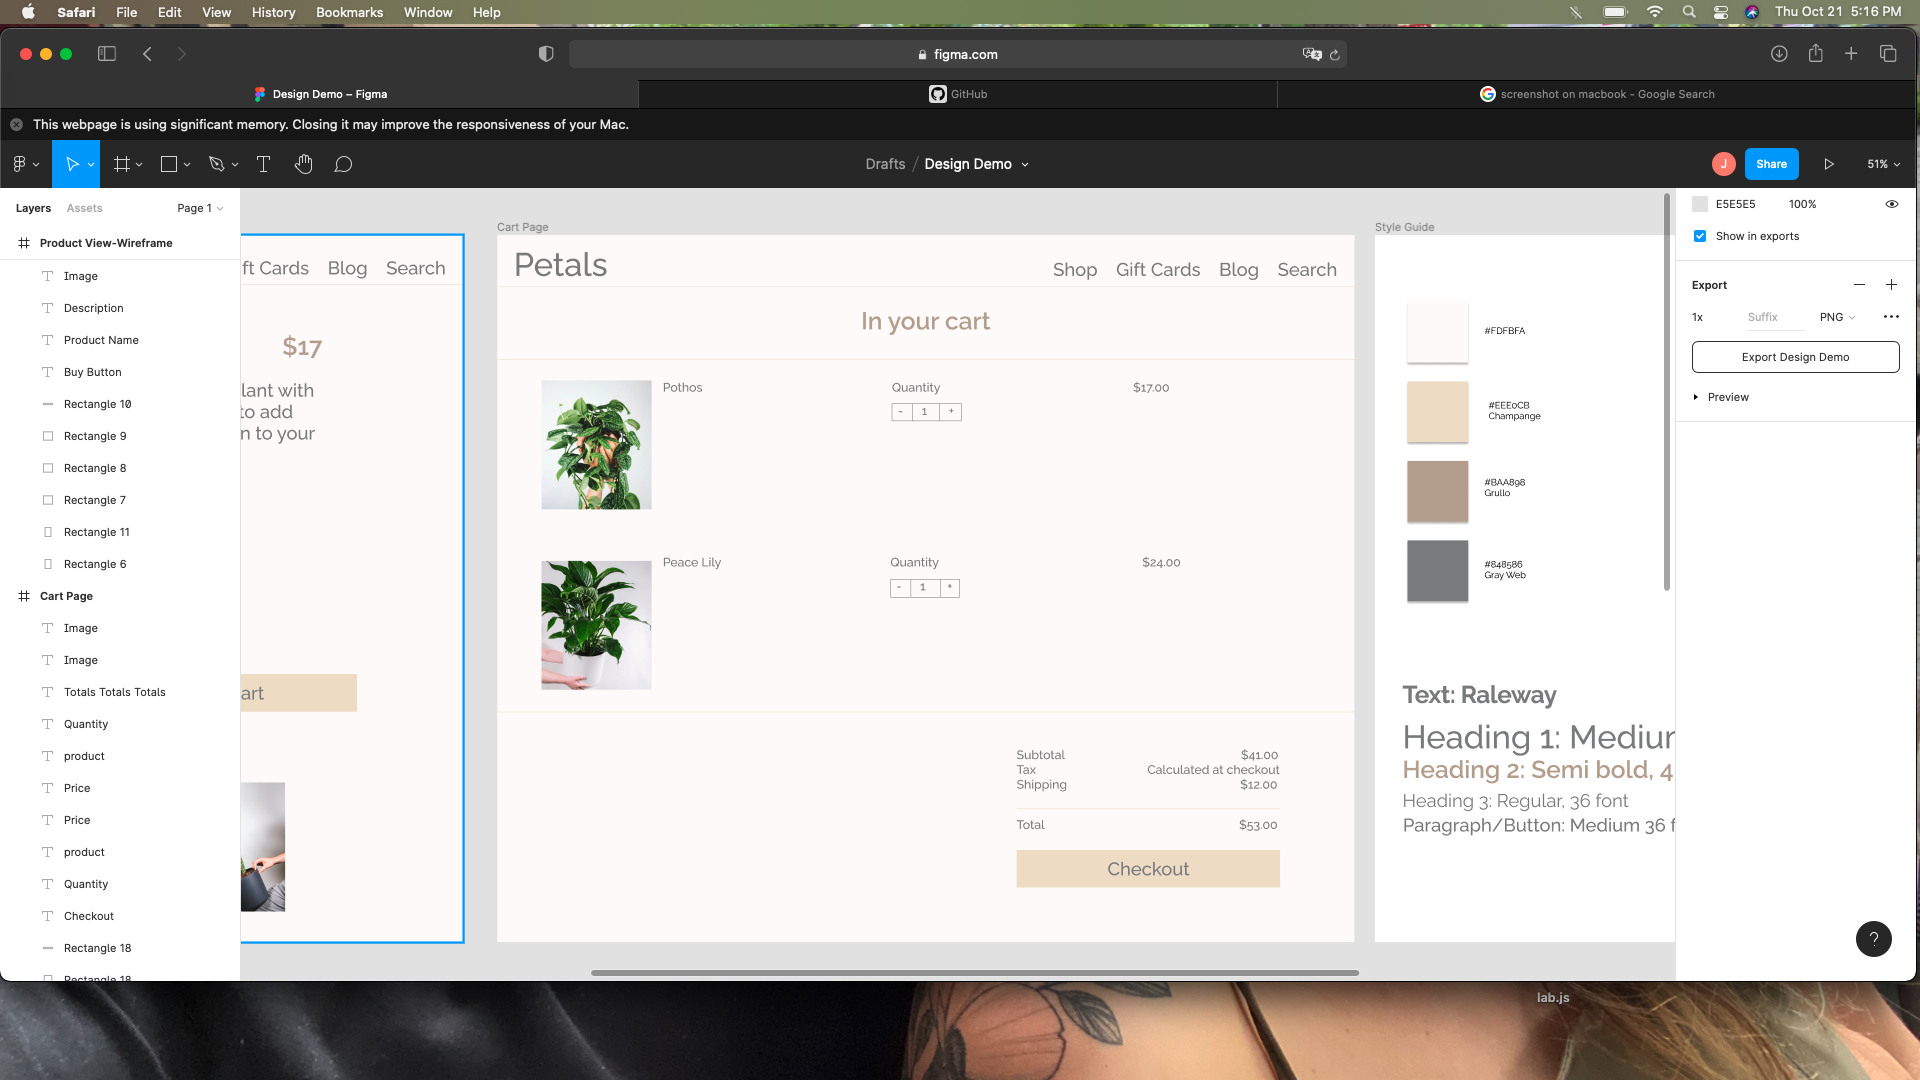 Safari File Edit View History Bookmarks Window Help
Thu Oct 21 5:16 PM
figma.com
Design Demo – Figma
GitHub
screenshot on macbook - Google Search
This webpage is using significant memory. Closing it may improve the responsiveness of your Mac.
Drafts / Design Demo
J
Share
51%
Layers
Assets
Page 1
Product View-Wireframe
Image
Description
Product Name
Buy Button
Rectangle 10
Rectangle 9
Rectangle 8
Rectangle 7
Rectangle 11
Rectangle 6
Cart Page
Image
Image
Totals Totals Totals
Quantity
product
Price
Price
product
Quantity
Checkout
Rectangle 18
Rectangle 18
ft Cards Blog Search
$17
lant with
to add
n to your
art
Cart Page
Petals
Shop Gift Cards Blog Search
In your cart
Pothos
Quantity
$17.00
- 1 +
Peace Lily
Quantity
$24.00
- 1 +
Subtotal $41.00
Tax Calculated at checkout
Shipping $12.00
Total $53.00
Checkout
Style Guide
#FDFBFA
#EEE0CB
Champange
#BAA898
Grullo
#848586
Gray Web
Text: Raleway
Heading 1: Mediur
Heading 2: Semi bold, 4
Heading 3: Regular, 36 font
Paragraph/Button: Medium 36 f
E5E5E5 100%
Show in exports
Export
1x Suffix PNG
Export Design Demo
Preview
?
lab.js